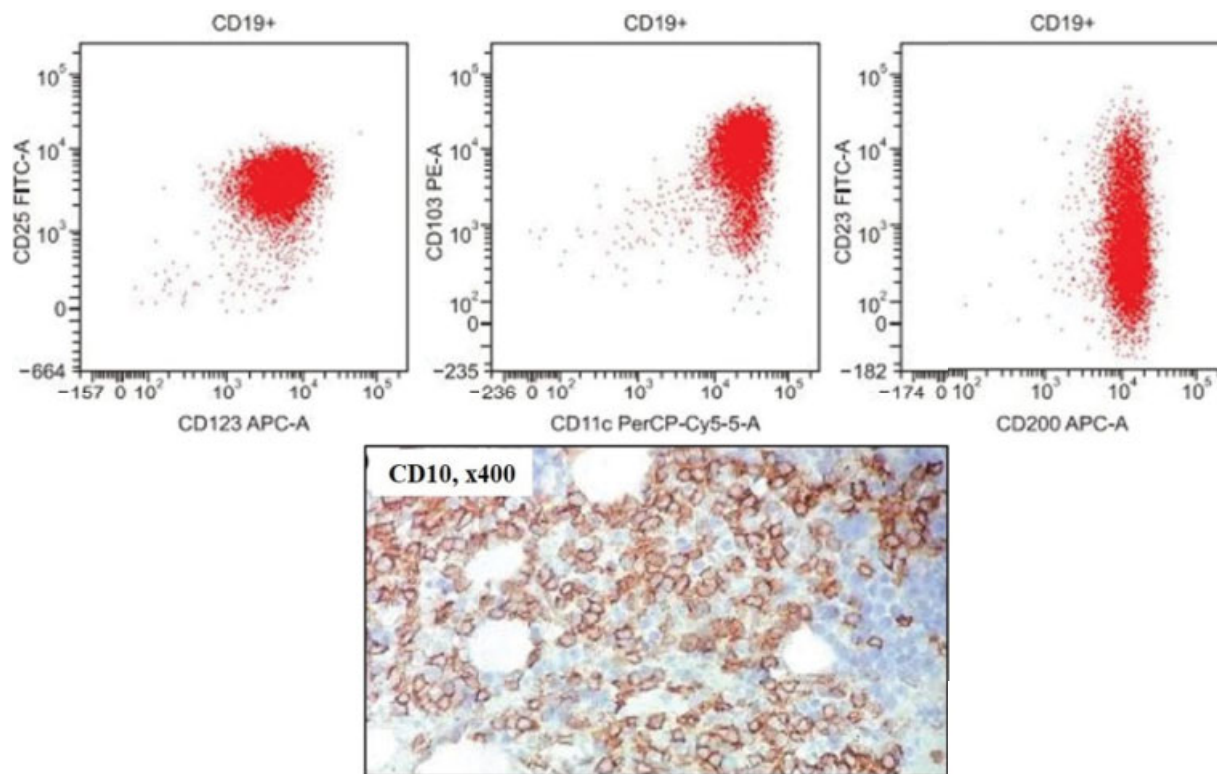 CD19+
CD25 FITC-A
10^5
10^4
10^3
0
−664
−157 0 10^2 10^3 10^4 10^5
CD123 APC-A
CD19+
CD103 PE-A
10^5
10^4
10^3
10^2
0
−235
−236 0 10^2 10^3 10^4 10^5
CD11c PerCP-Cy5-5-A
CD19+
CD23 FITC-A
10^5
10^4
10^3
10^2
0
−182
−174 0 10^2 10^3 10^4 10^5
CD200 APC-A
CD10, x400